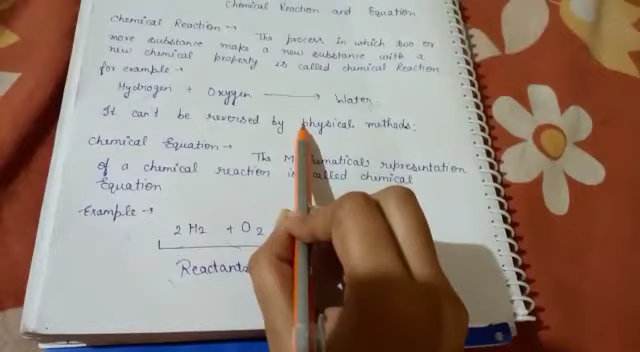 Chemical Reaction and Equation
Chemical Reaction →
The process in which two or
more substance make a new substance with a
new chemical property is called chemical Reaction
for example →
Hydrogen + Oxygen ⟶ Water.
It can't be reversed by physical methods.
Chemical Equation →
The representation
of a chemical reaction is called chemical
Equation
Example →
2 H2 + O2
Reactants